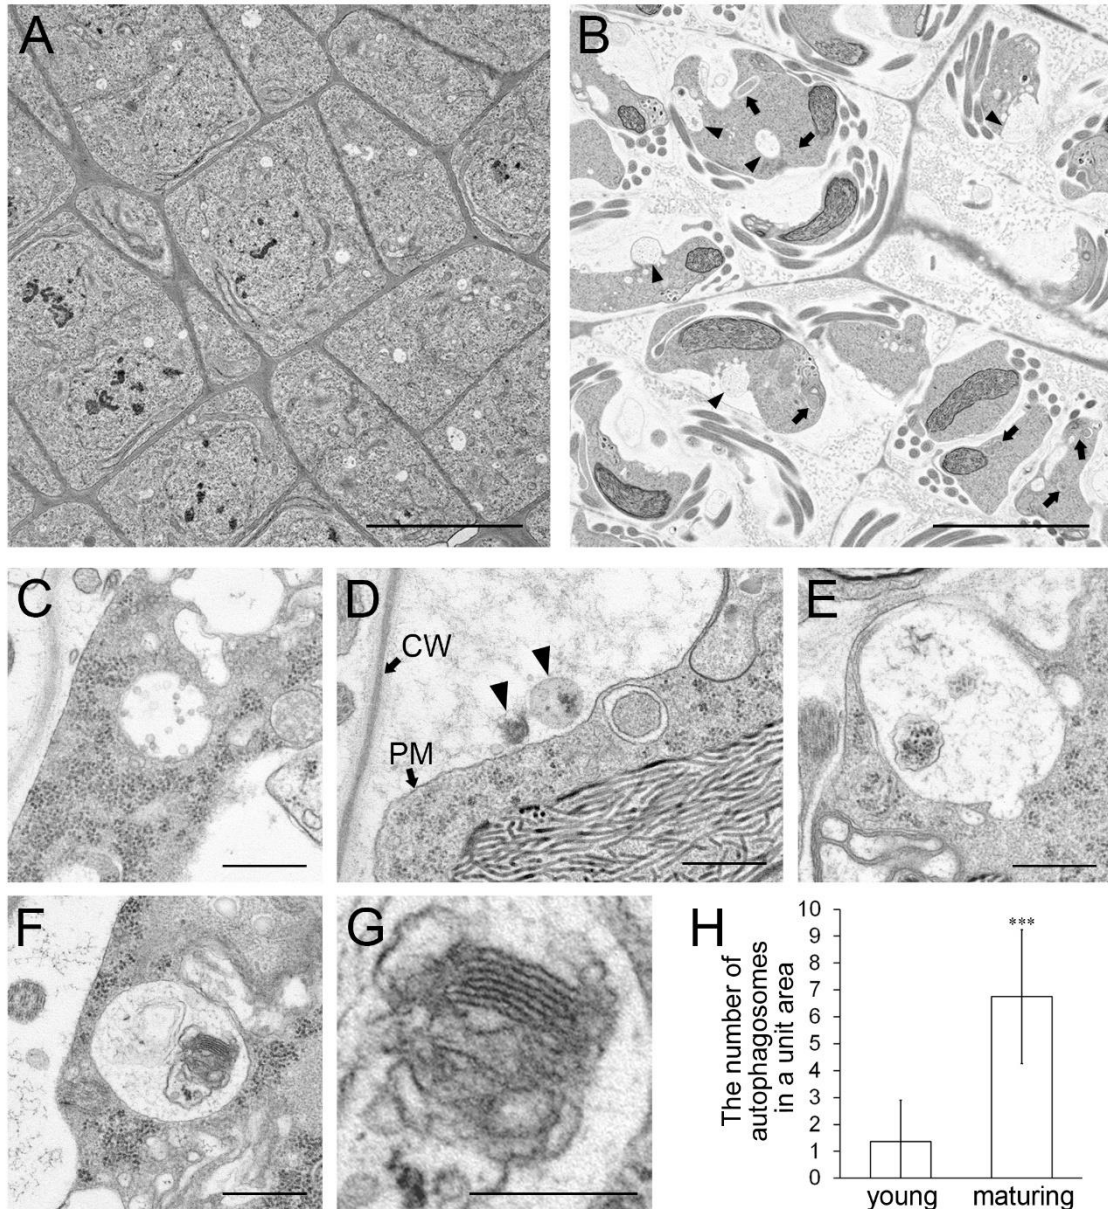 A
B
C
D
CW
PM
E
F
G
H
The number of
autophagosomes
in a unit area
10
9
8
7
6
5
4
3
2
1
0
***
young
maturing